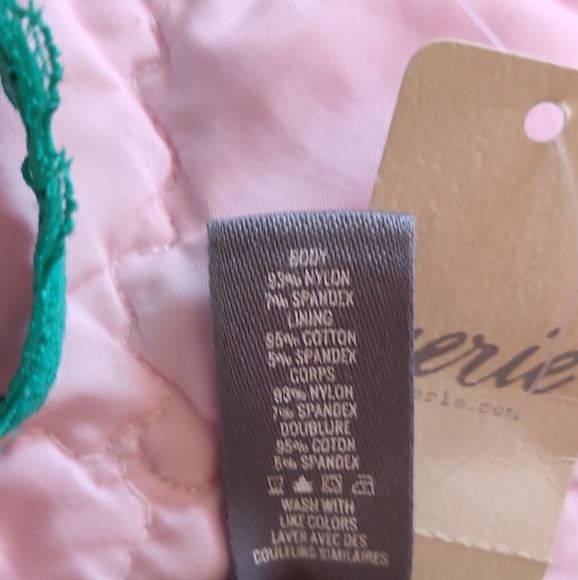 BODY
93% NYLON
7% SPANDEX
LINING
95% COTTON
5% SPANDEX
CORPS
93% NYLON
7% SPANDEX
DOUBLURE
95% COTON
5% SPANDEX
WASH WITH
LIKE COLORS
LAVER AVEC DES
COULEURS SIMILAIRES
erie
erie.com